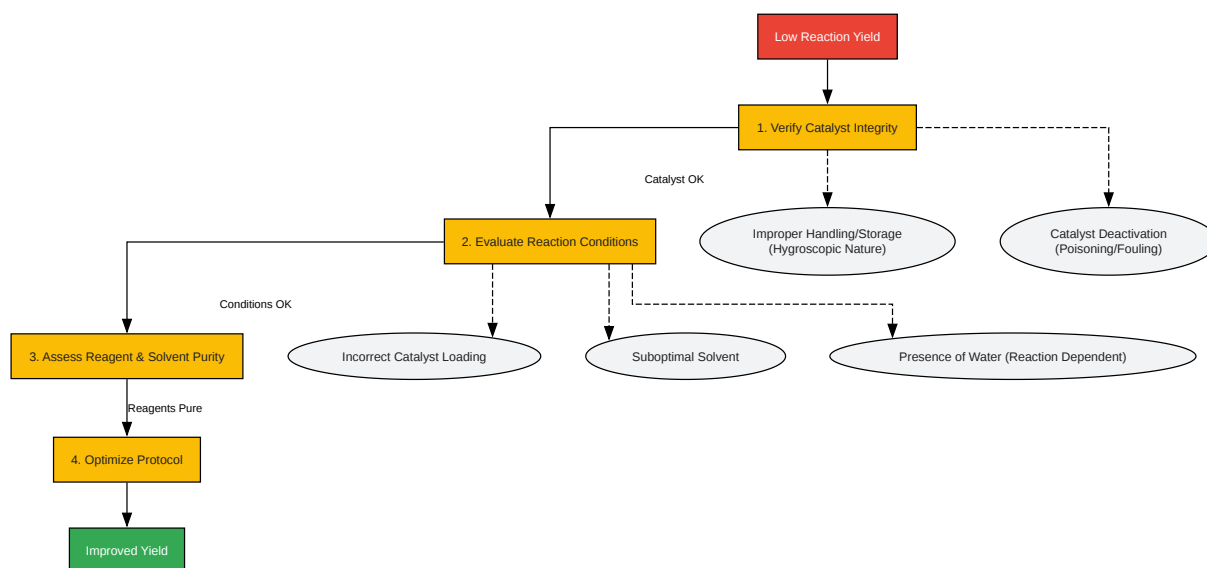 Low Reaction Yield
1. Verify Catalyst Integrity
Catalyst OK
Improper Handling/Storage
(Hygroscopic Nature)
Catalyst Deactivation
(Poisoning/Fouling)
2. Evaluate Reaction Conditions
Conditions OK
Incorrect Catalyst Loading
Suboptimal Solvent
Presence of Water (Reaction Dependent)
3. Assess Reagent & Solvent Purity
Reagents Pure
4. Optimize Protocol
Improved Yield